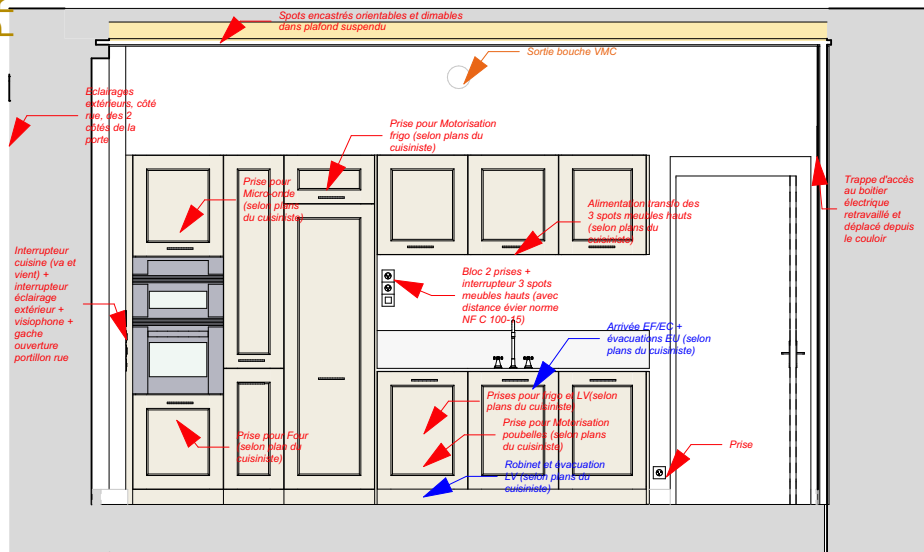 Spots encastrés orientables et dimables
dans plafond suspendu
Sortie bouche VMC
Eclairages
extérieurs, côté
rue, des 2
côtés de la
porte
Prise pour Motorisation
frigo (selon plans du
cuisiniste)
Prise pour
Micro-onde
(selon plans
du cuisiniste)
Alimentation transfo des
3 spots meubles hauts
(selon plans du
cuisiniste)
Trappe d'accès
au boitier
électrique
retravaillé et
déplacé depuis
le couloir
Interrupteur
cuisine (va et
vient) +
interrupteur
éclairage
extérieur +
visiophone +
gache
ouverture
portillon rue
Bloc 2 prises +
interrupteur 3 spots
meubles hauts (avec
distance évier norme
NF C 100-15)
Arrivée EF/EC +
évacuations EU (selon
plans du cuisiniste)
Prises pour frigo et LV(selon
plans du cuisiniste)
Prise pour Motorisation
poubelles (selon plans
du cuisiniste)
Prise pour Four
(selon plan du
cuisiniste)
Prise
Robinet et évacuation
LV (selon plans du
cuisiniste)